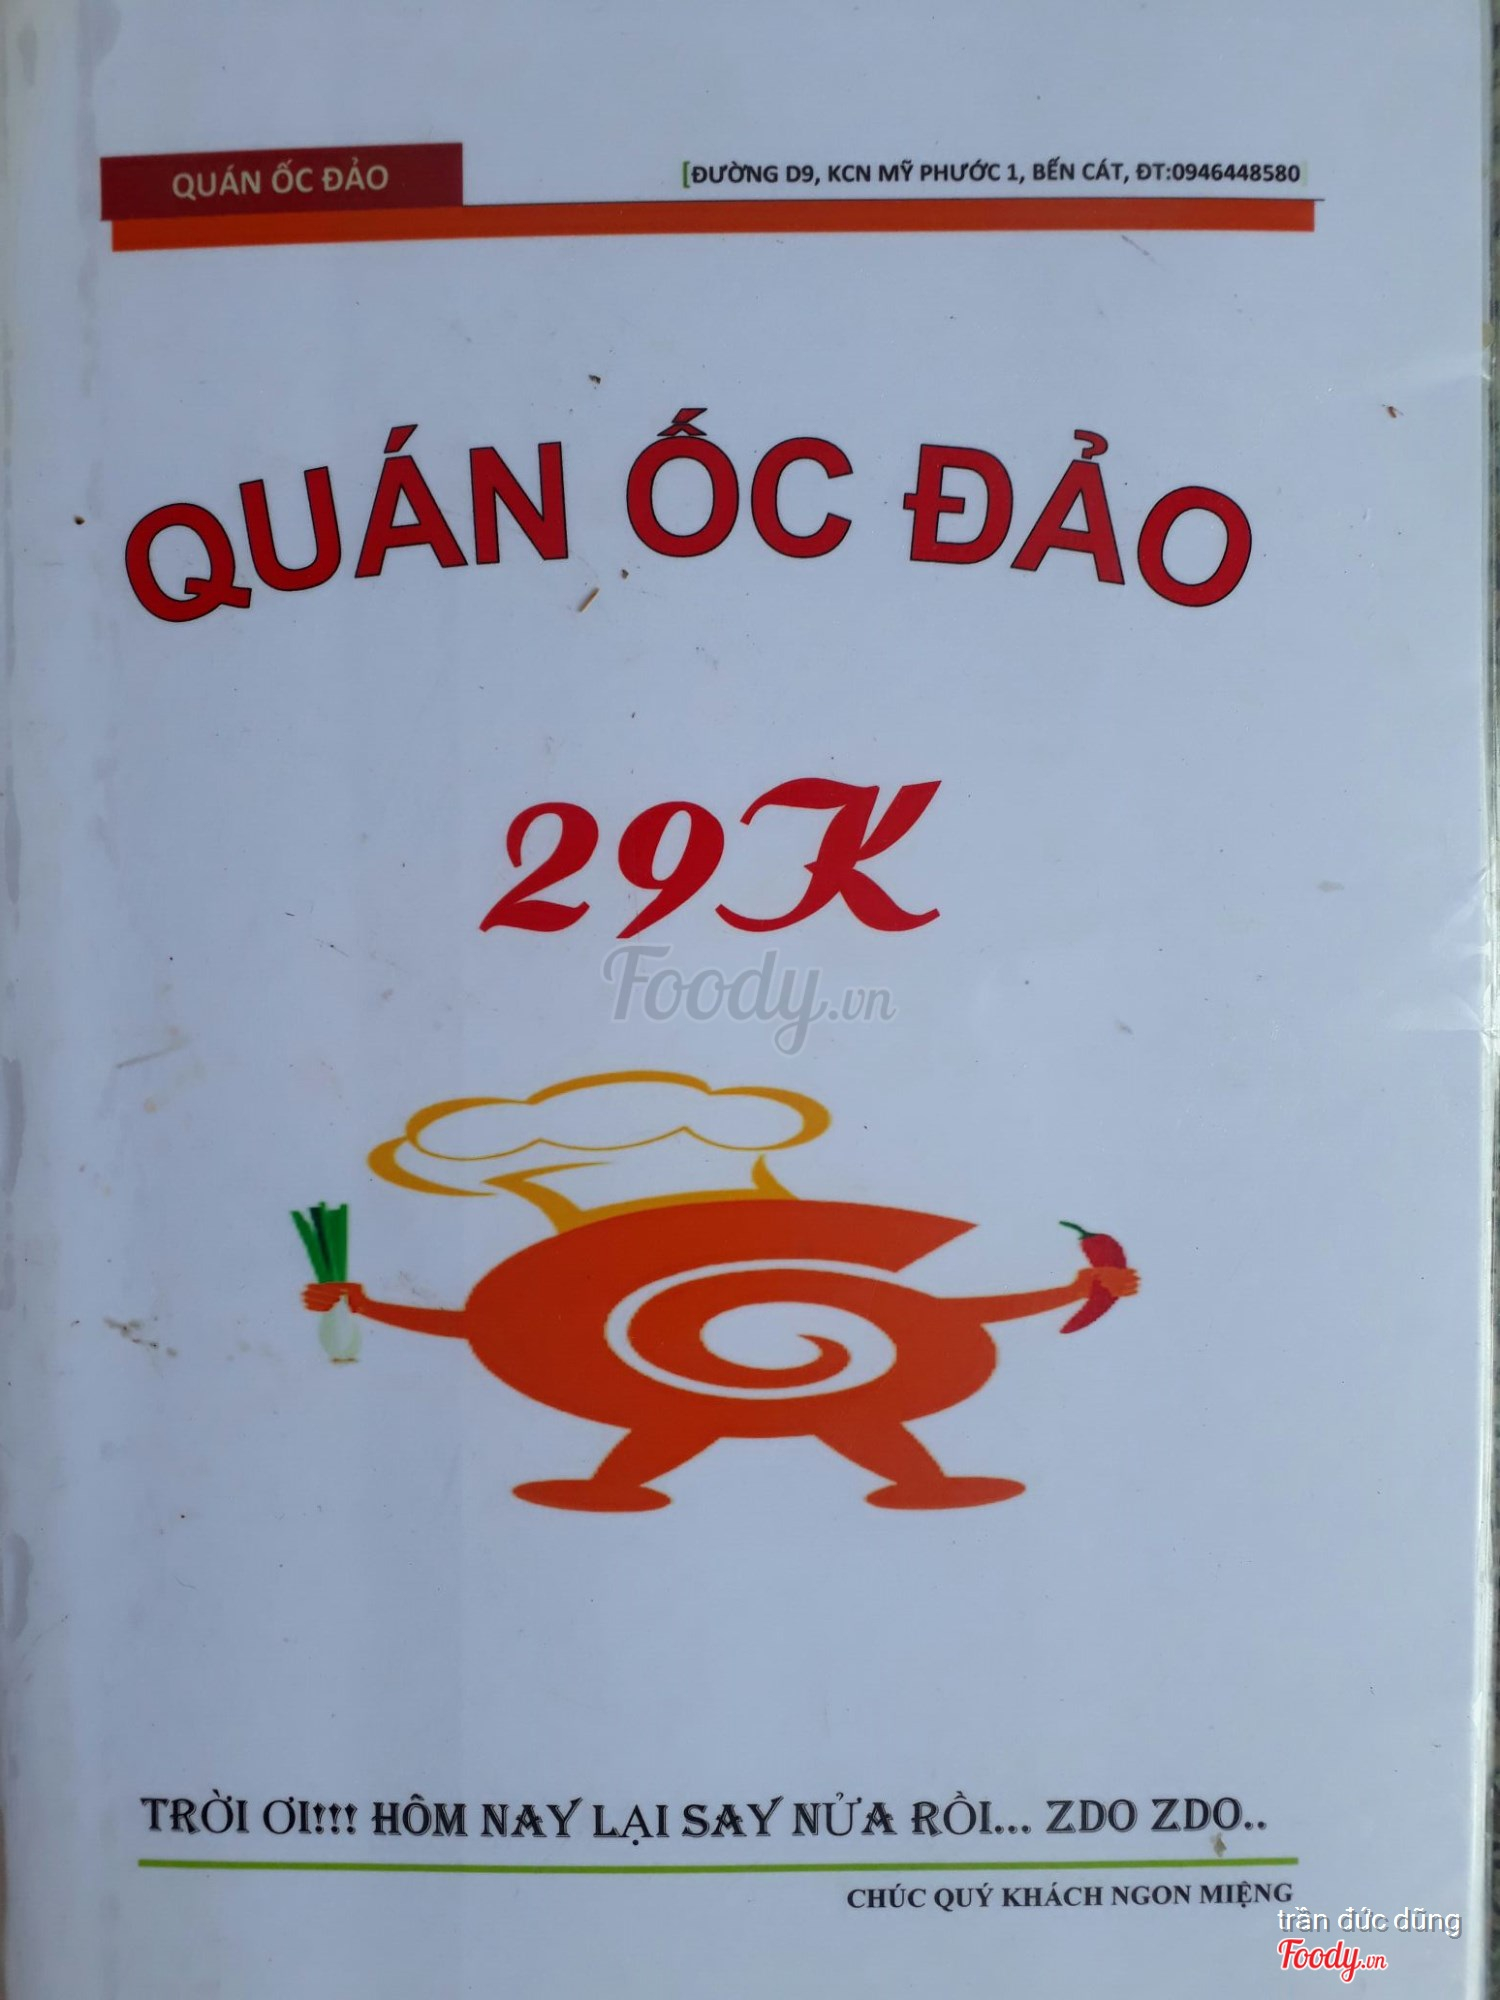 QUÁN ỐC ĐẢO
[ĐƯỜNG D9, KCN MỸ PHƯỚC 1, BẾN CÁT, ĐT:0946448580]
QUÁN ỐC ĐẢO
29K
Foody.vn
TRỜI ƠI!!! HÔM NAY LẠI SAY NỬA RỒI... ZDO ZDO..
CHÚC QUÝ KHÁCH NGON MIỆNG
trần đức dũng
Foody.vn